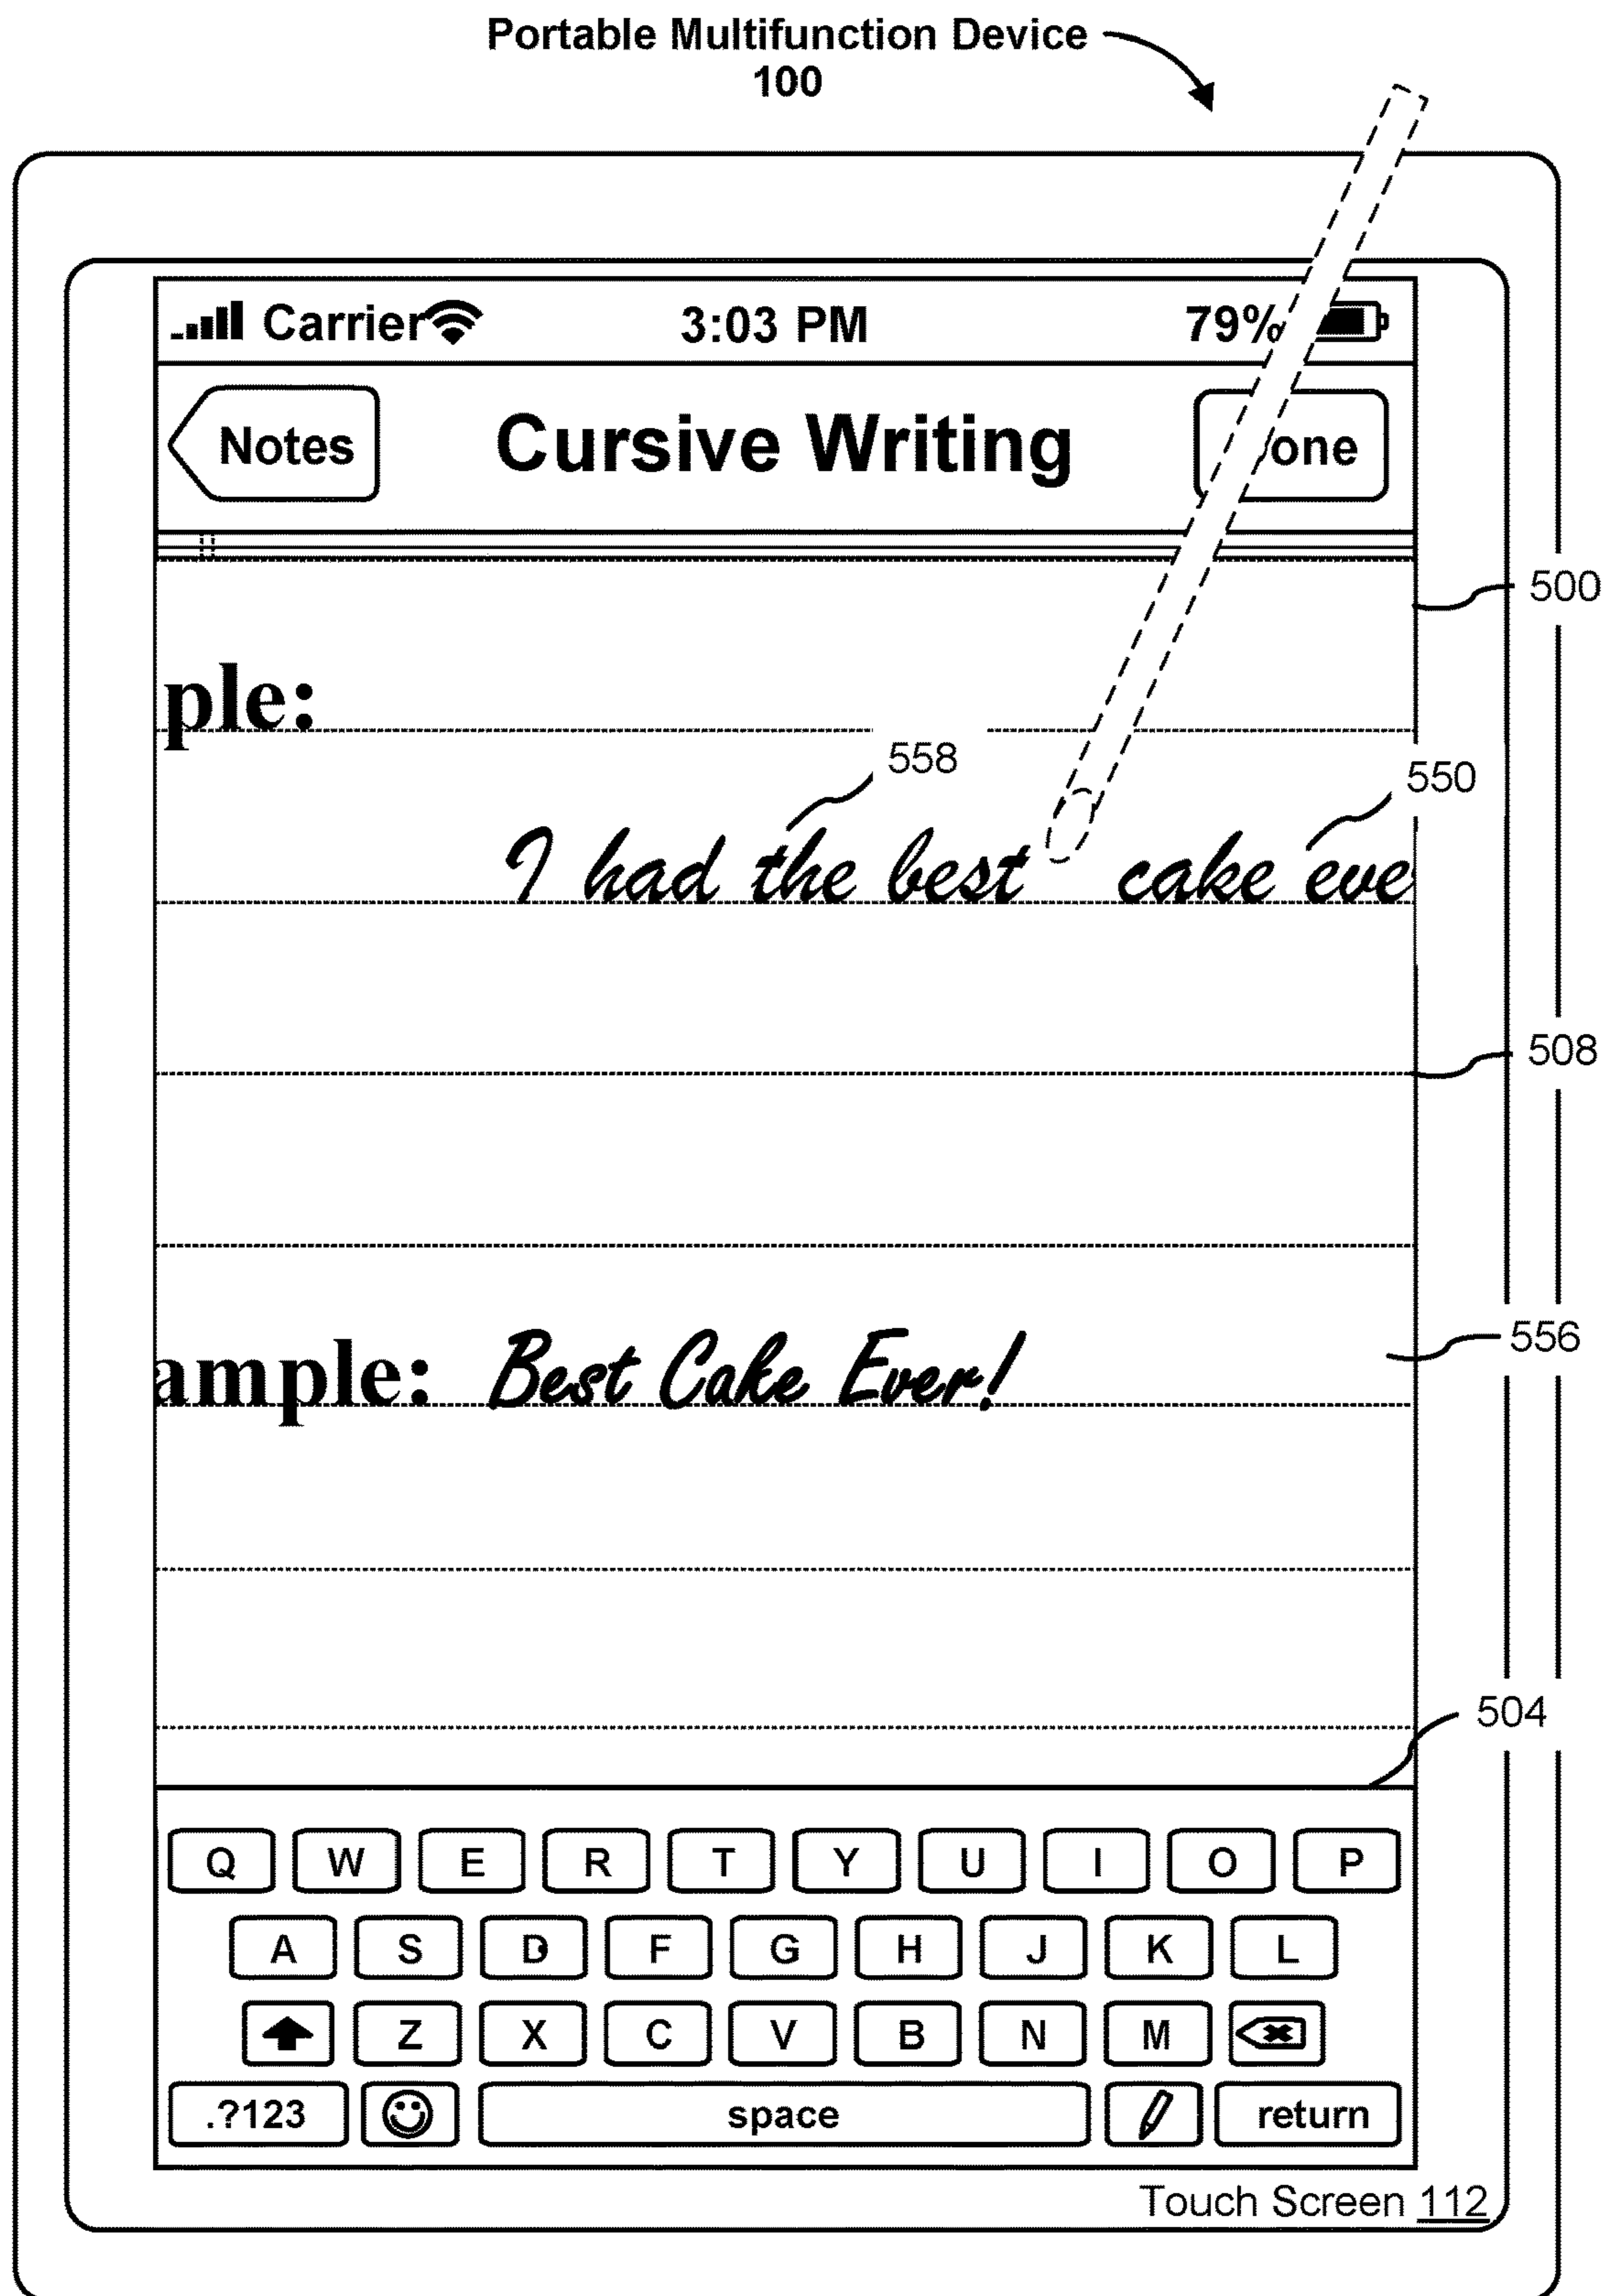 Portable Multifunction Device
100
Carrier 3:03 PM 79%
Notes Cursive Writing one
500
ple:
558
550
I had the best cake eve
508
556
ample: Best Cake Ever!
504
Q W E R T Y U I O P
A S D F G H J K L
Z X C V B N M
.?123 space return
Touch Screen 112